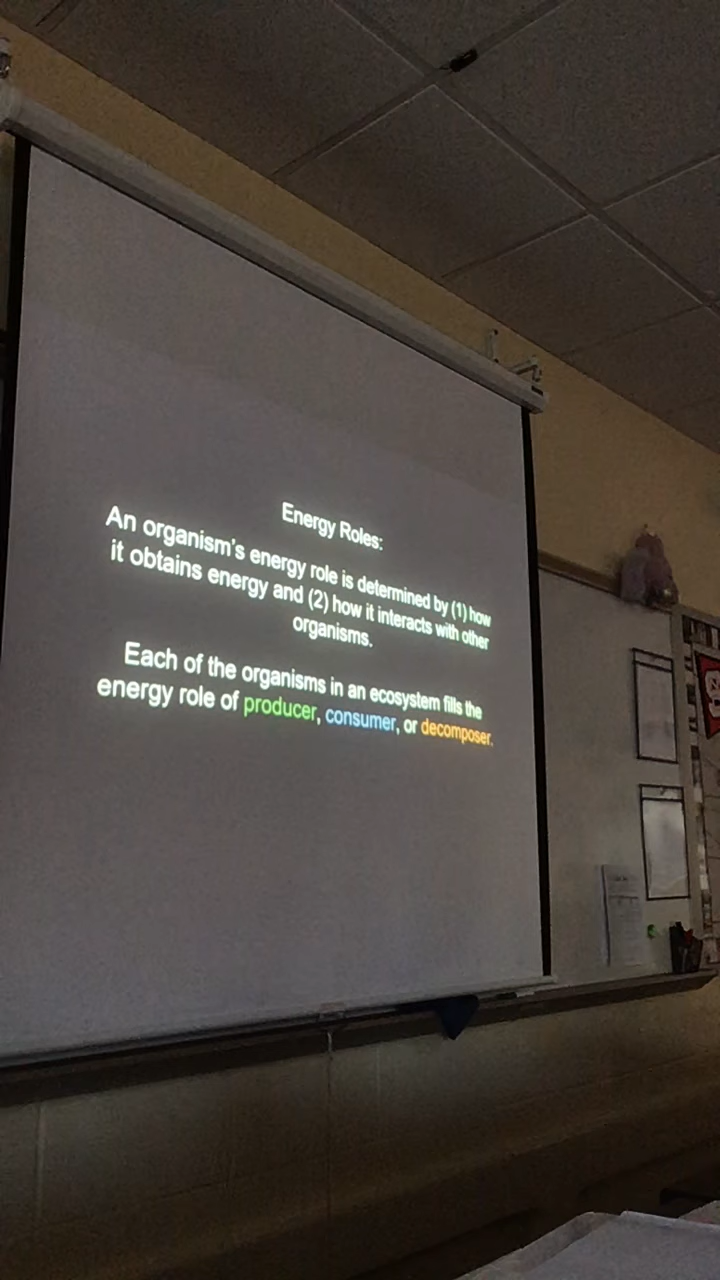 Energy Roles:
An organism's energy role is determined by (1) how
it obtains energy and (2) how it interacts with other
organisms.
Each of the organisms in an ecosystem fills the
energy role of producer, consumer, or decomposer.